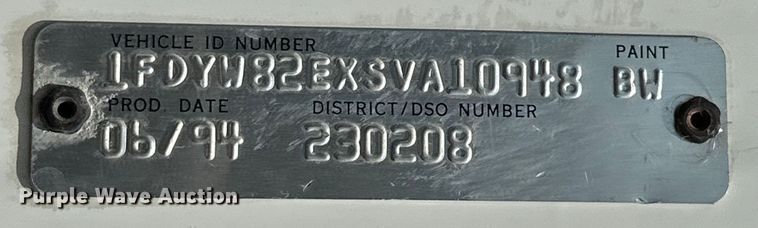 VEHICLE ID NUMBER PAINT
1FDYW82EXSVA10948 BW
PROD. DATE DISTRICT/DSO NUMBER
06/94 230208
Purple Wave Auction